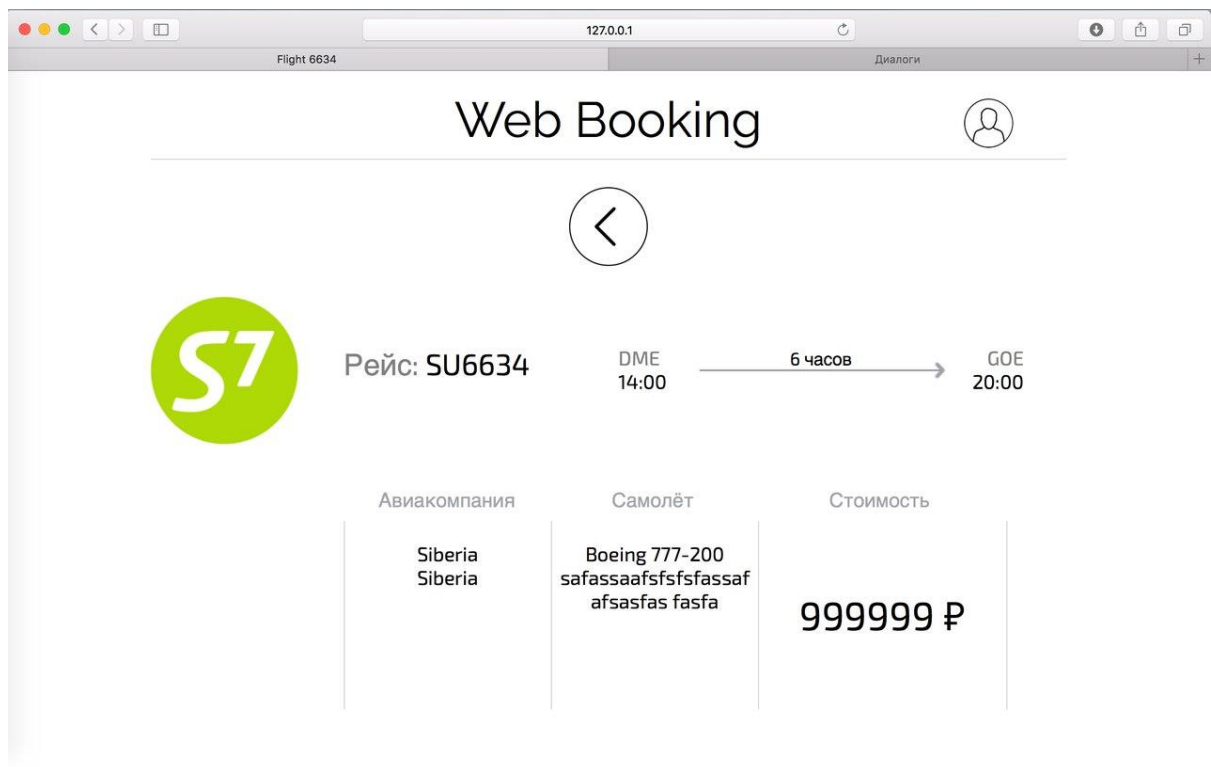 127.0.0.1
Flight 6634
Диалоги
Web Booking
S7
Рейс: SU6634
DME
6 часов
GOE
14:00
20:00
Авиакомпания
Самолёт
Стоимость
Siberia
Siberia
Boeing 777-200
safassaafsfsfsfassaf
afsasfas fasfa
999999 ₽